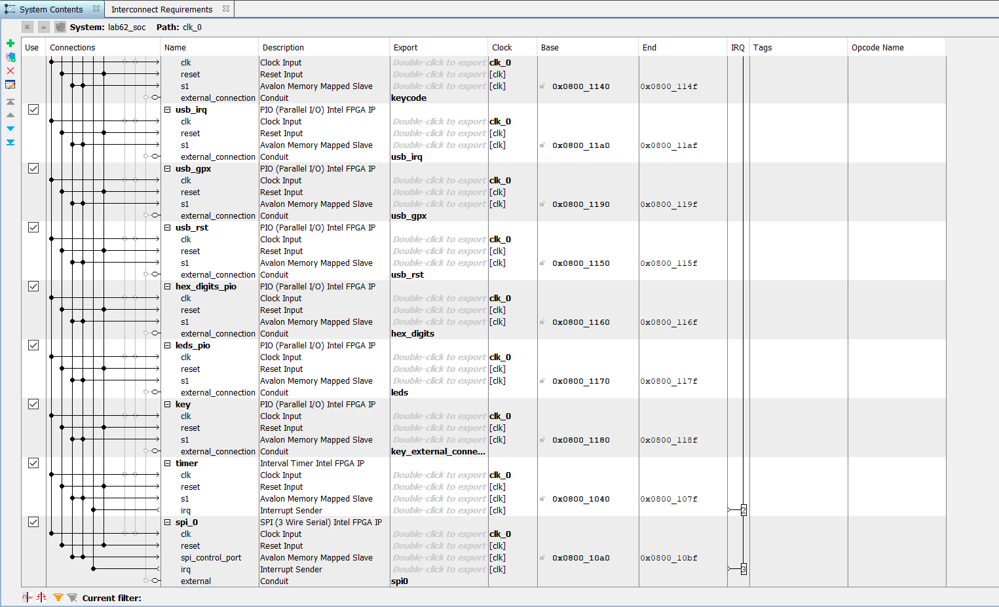 System Contents Interconnect Requirements
System: lab62_soc Path: clk_0
Use Connections Name Description Export Clock Base End IRQ Tags Opcode Name
clk Clock Input Double-click to export clk_0
reset Reset Input Double-click to export [clk]
s1 Avalon Memory Mapped Slave Double-click to export [clk] 0x0800_1140 0x0800_114f
external_connection Conduit keycode
usb_irq PIO (Parallel I/O) Intel FPGA IP
clk Clock Input Double-click to export clk_0
reset Reset Input Double-click to export [clk]
s1 Avalon Memory Mapped Slave Double-click to export [clk] 0x0800_11a0 0x0800_11af
external_connection Conduit usb_irq
usb_gpx PIO (Parallel I/O) Intel FPGA IP
clk Clock Input Double-click to export clk_0
reset Reset Input Double-click to export [clk]
s1 Avalon Memory Mapped Slave Double-click to export [clk] 0x0800_1190 0x0800_119f
external_connection Conduit usb_gpx
usb_rst PIO (Parallel I/O) Intel FPGA IP
clk Clock Input Double-click to export clk_0
reset Reset Input Double-click to export [clk]
s1 Avalon Memory Mapped Slave Double-click to export [clk] 0x0800_1150 0x0800_115f
external_connection Conduit usb_rst
hex_digits_pio PIO (Parallel I/O) Intel FPGA IP
clk Clock Input Double-click to export clk_0
reset Reset Input Double-click to export [clk]
s1 Avalon Memory Mapped Slave Double-click to export [clk] 0x0800_1160 0x0800_116f
external_connection Conduit hex_digits
leds_pio PIO (Parallel I/O) Intel FPGA IP
clk Clock Input Double-click to export clk_0
reset Reset Input Double-click to export [clk]
s1 Avalon Memory Mapped Slave Double-click to export [clk] 0x0800_1170 0x0800_117f
external_connection Conduit leds
key PIO (Parallel I/O) Intel FPGA IP
clk Clock Input Double-click to export clk_0
reset Reset Input Double-click to export [clk]
s1 Avalon Memory Mapped Slave Double-click to export [clk] 0x0800_1180 0x0800_118f
external_connection Conduit key_external_conne...
timer Interval Timer Intel FPGA IP
clk Clock Input Double-click to export clk_0
reset Reset Input Double-click to export [clk]
s1 Avalon Memory Mapped Slave Double-click to export [clk] 0x0800_1040 0x0800_107f
irq Interrupt Sender Double-click to export [clk] 2
spi_0 SPI (3 Wire Serial) Intel FPGA IP
clk Clock Input Double-click to export clk_0
reset Reset Input Double-click to export [clk]
spi_control_port Avalon Memory Mapped Slave Double-click to export [clk] 0x0800_10a0 0x0800_10bf
irq Interrupt Sender Double-click to export [clk] 3
external Conduit spi0
Current filter: